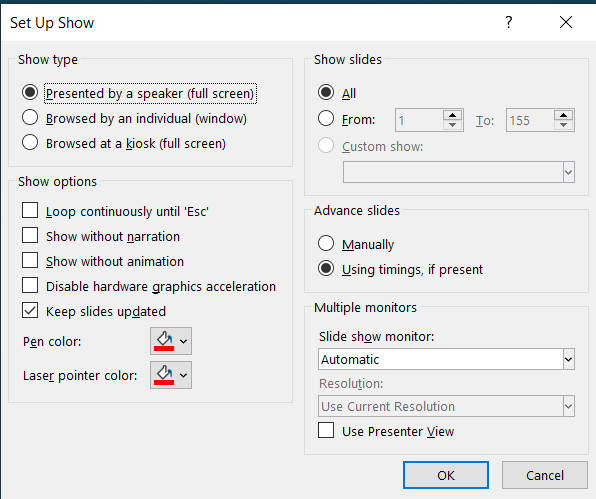 Set Up Show
?
Show type
Presented by a speaker (full screen)
Browsed by an individual (window)
Browsed at a kiosk (full screen)
Show options
Loop continuously until 'Esc'
Show without narration
Show without animation
Disable hardware graphics acceleration
Keep slides updated
Pen color:
Laser pointer color:
Show slides
All
From: 1 To: 155
Custom show:
Advance slides
Manually
Using timings, if present
Multiple monitors
Slide show monitor:
Automatic
Resolution:
Use Current Resolution
Use Presenter View
OK Cancel